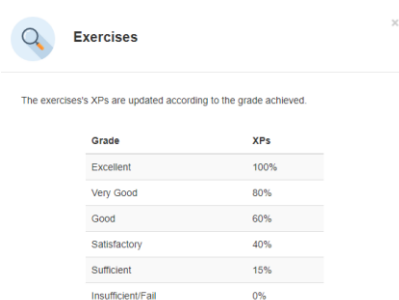 Exercises
×
The exercises's XPs are updated according to the grade achieved.
Grade XPs
Excellent 100%
Very Good 80%
Good 60%
Satisfactory 40%
Sufficient 15%
Insufficient/Fail 0%